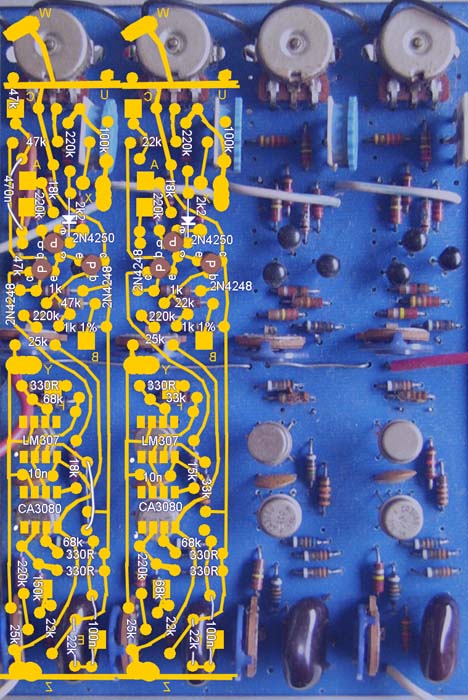 W W
47k C U C U
47k 220k 100k 22k 220k 100k
A A
470n 18k 220k X 2k2 18k 220k 2k2
e b c 2N4250 e b c 2N4250
47k p p p p p p
2N4248 2N4248 2N4248 2N4248
1k 1k
47k 22k
220k 220k
1k 1% 1k 1%
25k 25k
B B
Y Y
330R 330R
68k 33k
LM307 LM307
18k 15k
10n 10n 33k
CA3080 CA3080
68k 68k
330R 330R
330R 330R
220k 150k 220k 68k
25k 22k 22k 100n 25k 22k 22k 100n
E
Z Z